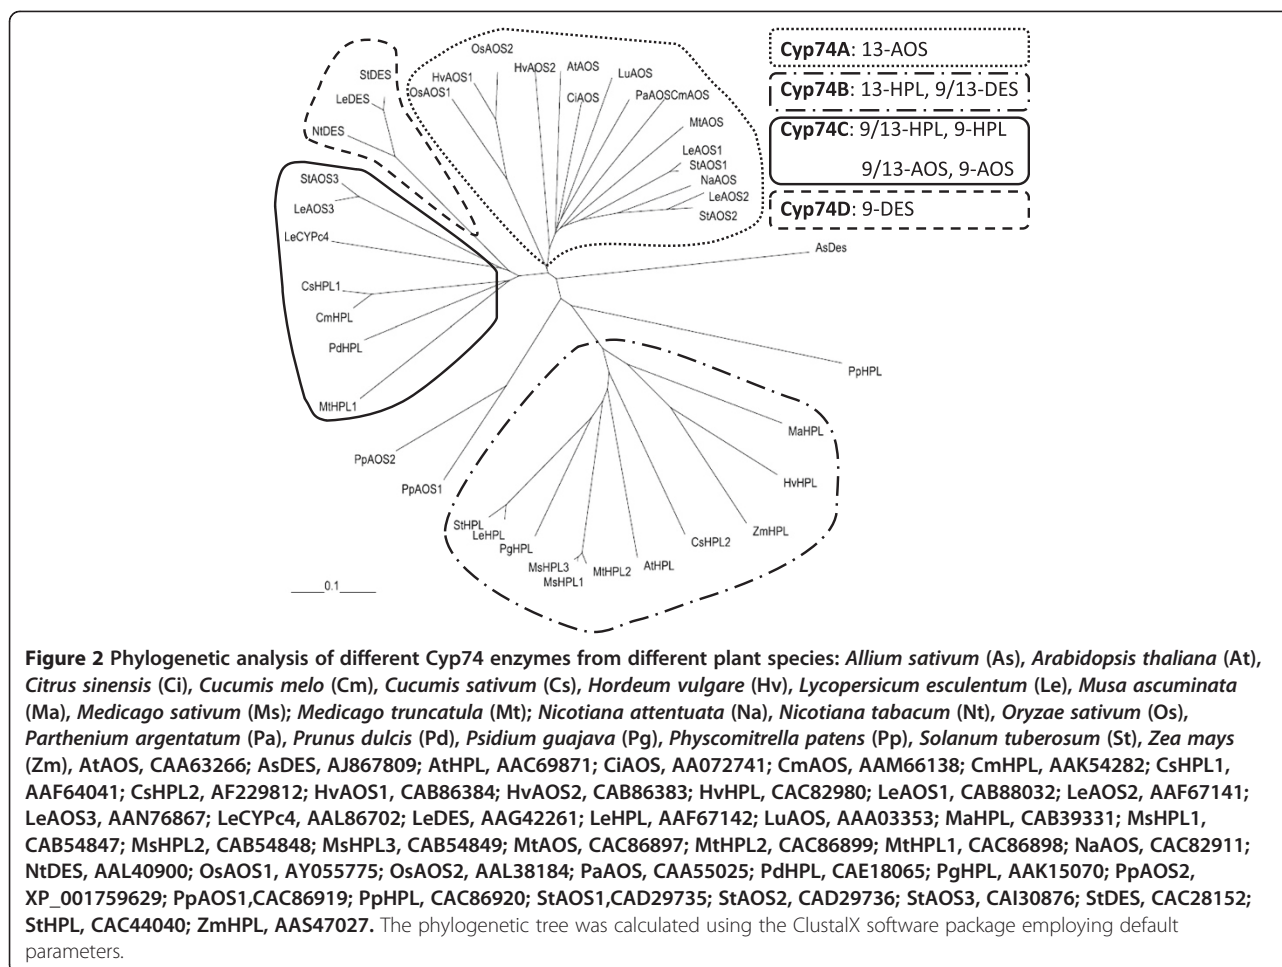 OsAOS2
StDES
HvAOS1
HvAOS2
AtAOS
LuAOS
LeDES
OsAOS1
CiAOS
PaAOSCmAOS
NtDES
MtAOS
LeAOS1
StAOS1
NaAOS
LeAOS2
StAOS2
Cyp74A: 13-AOS
Cyp74B: 13-HPL, 9/13-DES
Cyp74C: 9/13-HPL, 9-HPL
9/13-AOS, 9-AOS
Cyp74D: 9-DES
StAOS3
LeAOS3
LeCYPc4
AsDes
CsHPL1
CmHPL
PdHPL
PpHPL
MtHPL1
MaHPL
PpAOS2
HvHPL
PpAOS1
StHPL
LeHPL
PgHPL
MsHPL3
MsHPL1
MtHPL2
AtHPL
CsHPL2
ZmHPL
0.1
Figure 2 Phylogenetic analysis of different Cyp74 enzymes from different plant species: Allium sativum (As), Arabidopsis thaliana (At),
Citrus sinensis (Ci), Cucumis melo (Cm), Cucumis sativum (Cs), Hordeum vulgare (Hv), Lycopersicum esculentum (Le), Musa ascuminata
(Ma), Medicago sativum (Ms); Medicago truncatula (Mt); Nicotiana attentuata (Na), Nicotiana tabacum (Nt), Oryzae sativum (Os),
Parthenium argentatum (Pa), Prunus dulcis (Pd), Psidium guajava (Pg), Physcomitrella patens (Pp), Solanum tuberosum (St), Zea mays
(Zm), AtAOS, CAA63266; AsDES, AJ867809; AtHPL, AAC69871; CiAOS, AA072741; CmAOS, AAM66138; CmHPL, AAK54282; CsHPL1,
AAF64041; CsHPL2, AF229812; HvAOS1, CAB86384; HvAOS2, CAB86383; HvHPL, CAC82980; LeAOS1, CAB88032; LeAOS2, AAF67141;
LeAOS3, AAN76867; LeCYPc4, AAL86702; LeDES, AAG42261; LeHPL, AAF67142; LuAOS, AAA03353; MaHPL, CAB39331; MsHPL1,
CAB54847; MsHPL2, CAB54848; MsHPL3, CAB54849; MtAOS, CAC86897; MtHPL2, CAC86899; MtHPL1, CAC86898; NaAOS, CAC82911;
NtDES, AAL40900; OsAOS1, AY055775; OsAOS2, AAL38184; PaAOS, CAA55025; PdHPL, CAE18065; PgHPL, AAK15070; PpAOS2,
XP_001759629; PpAOS1,CAC86919; PpHPL, CAC86920; StAOS1,CAD29735; StAOS2, CAD29736; StAOS3, CAI30876; StDES, CAC28152;
StHPL, CAC44040; ZmHPL, AAS47027. The phylogenetic tree was calculated using the ClustalX software package employing default
parameters.